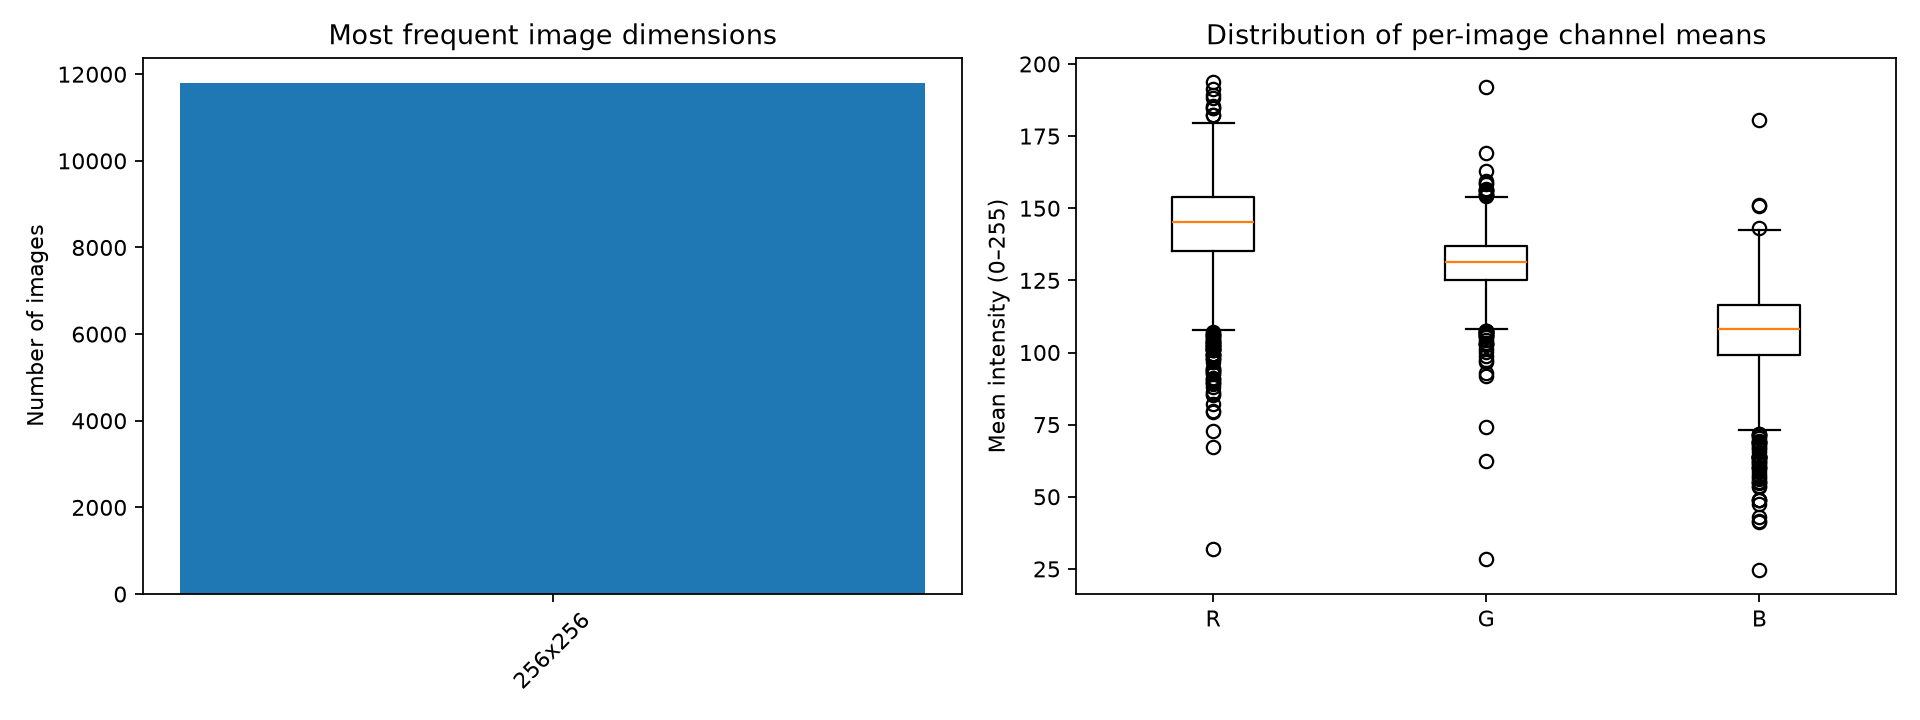 Most frequent image dimensions
Number of images
12000
10000
8000
6000
4000
2000
0
256x256
Distribution of per-image channel means
Mean intensity (0–255)
200
175
150
125
100
75
50
25
R G B